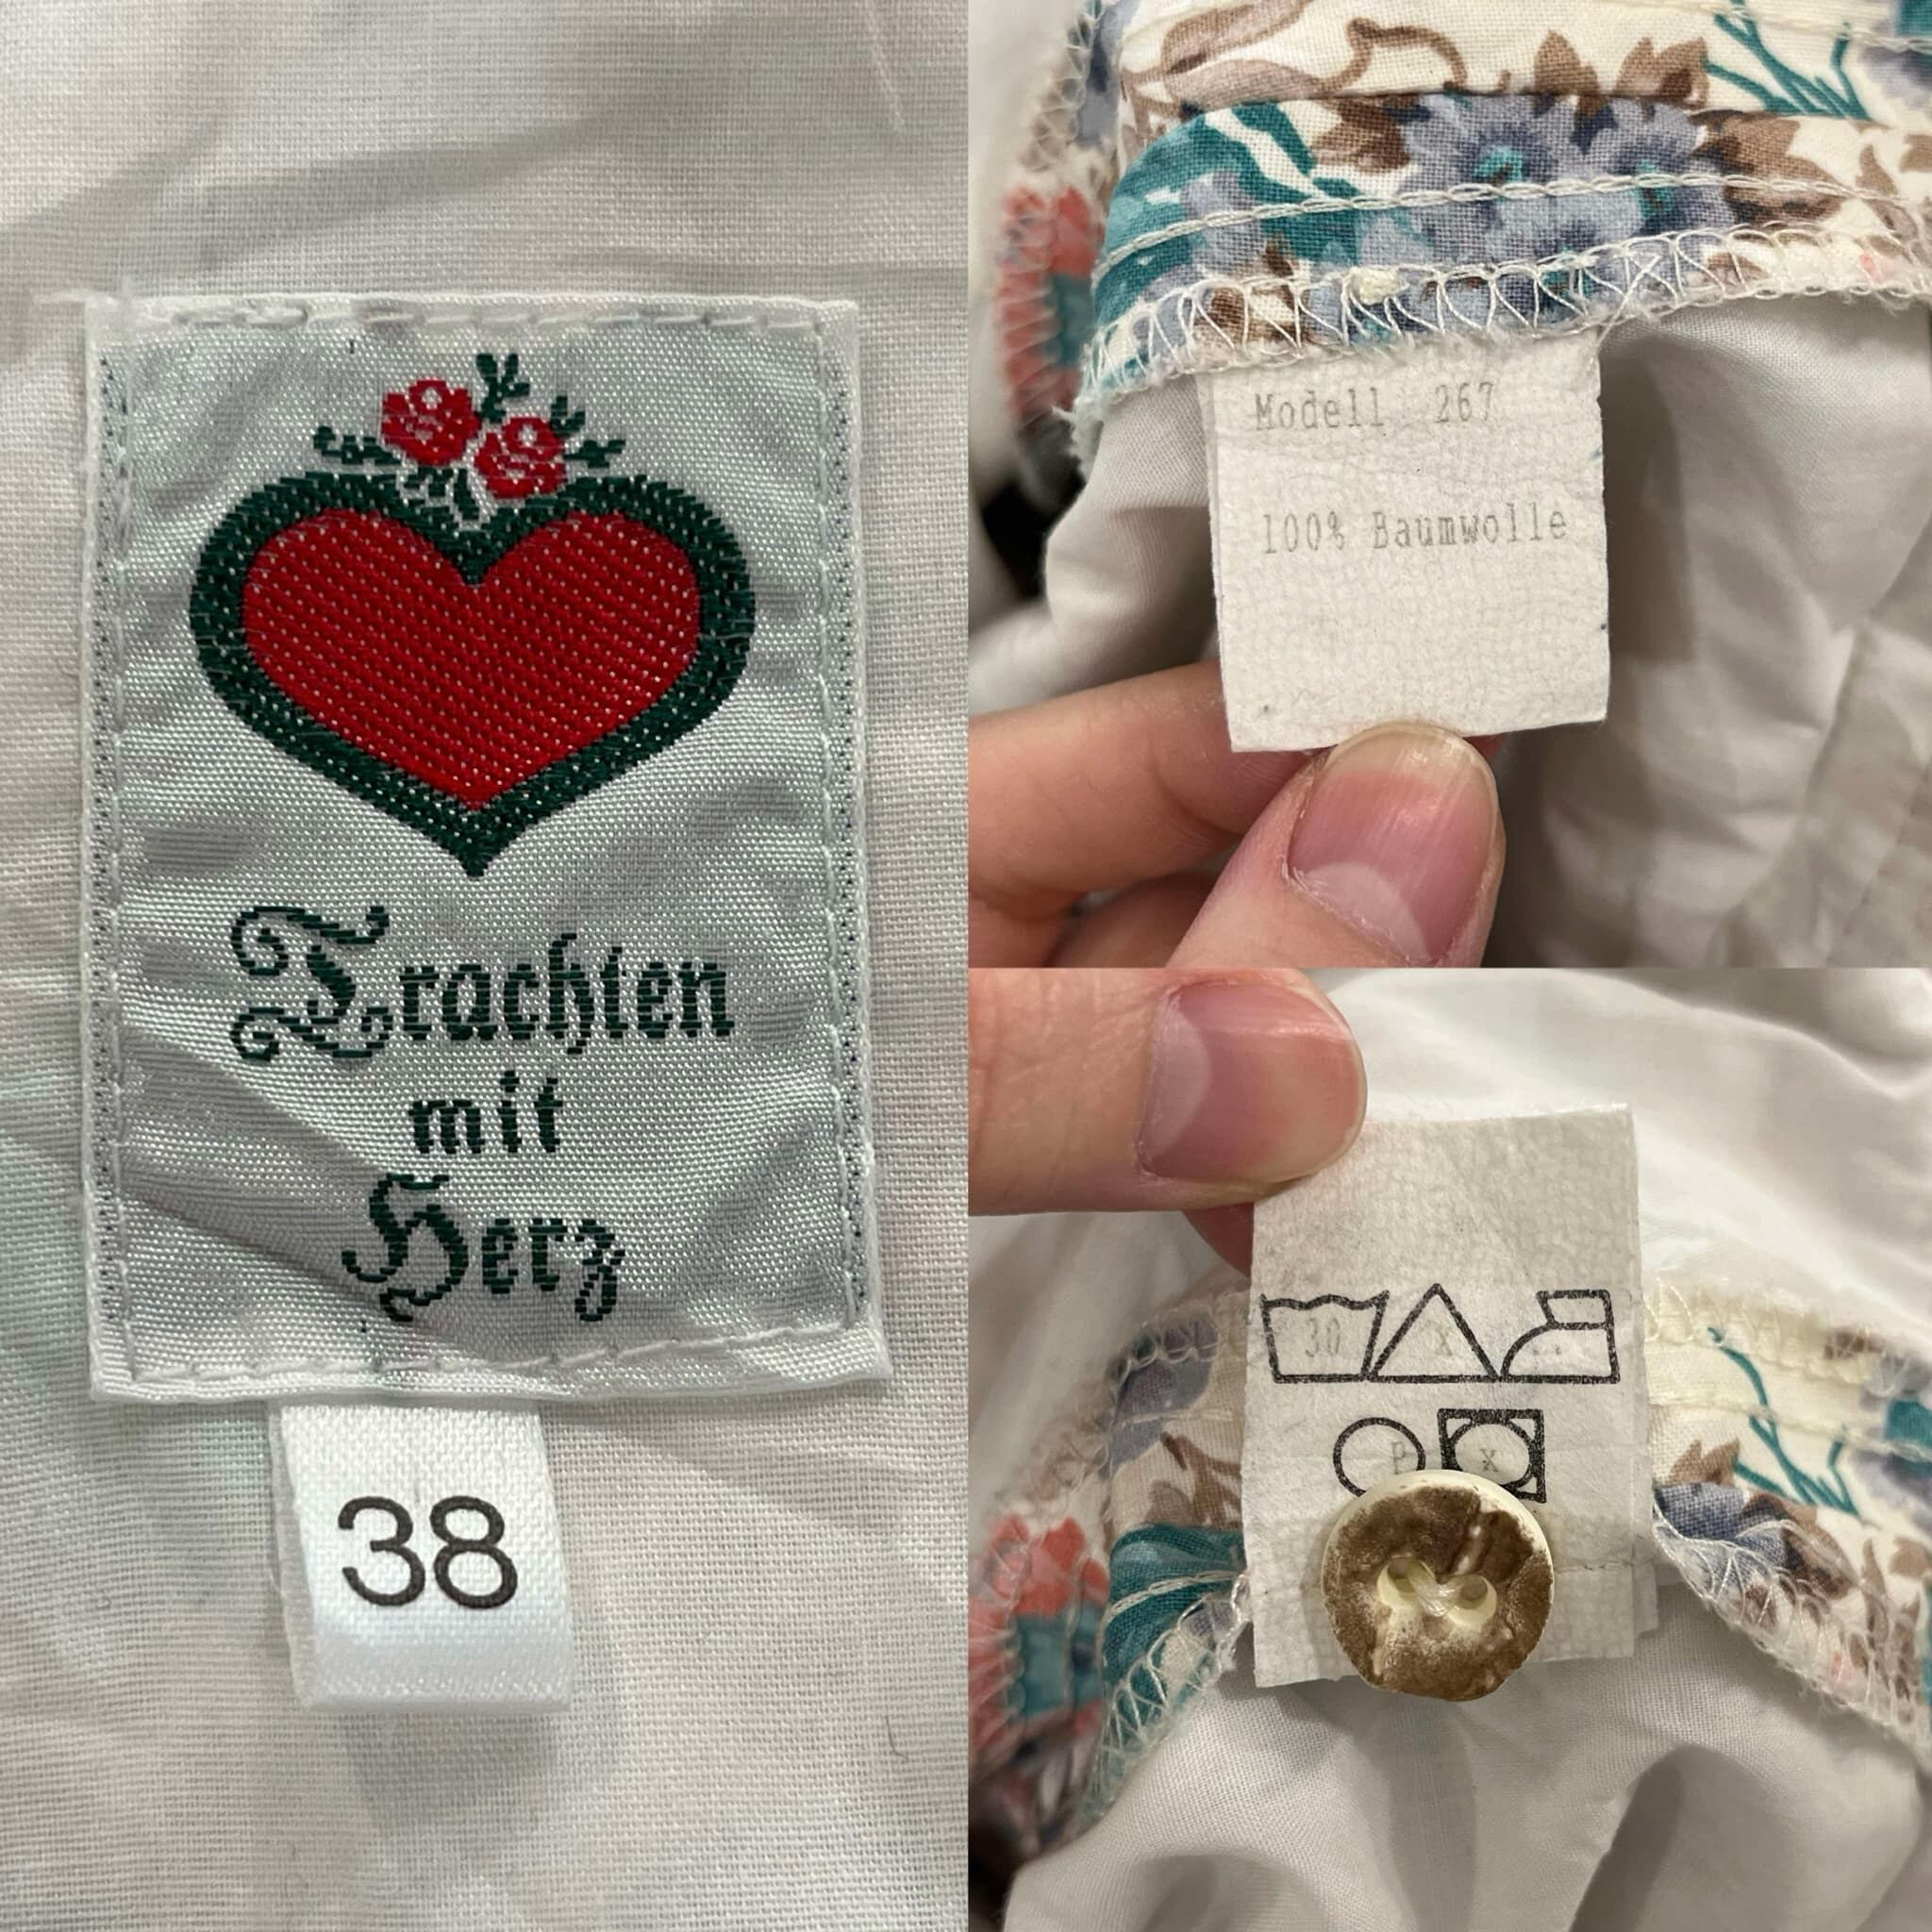 Trachten
mit
Herz
38
Modell 267
100% Baumwolle
30 x
P x